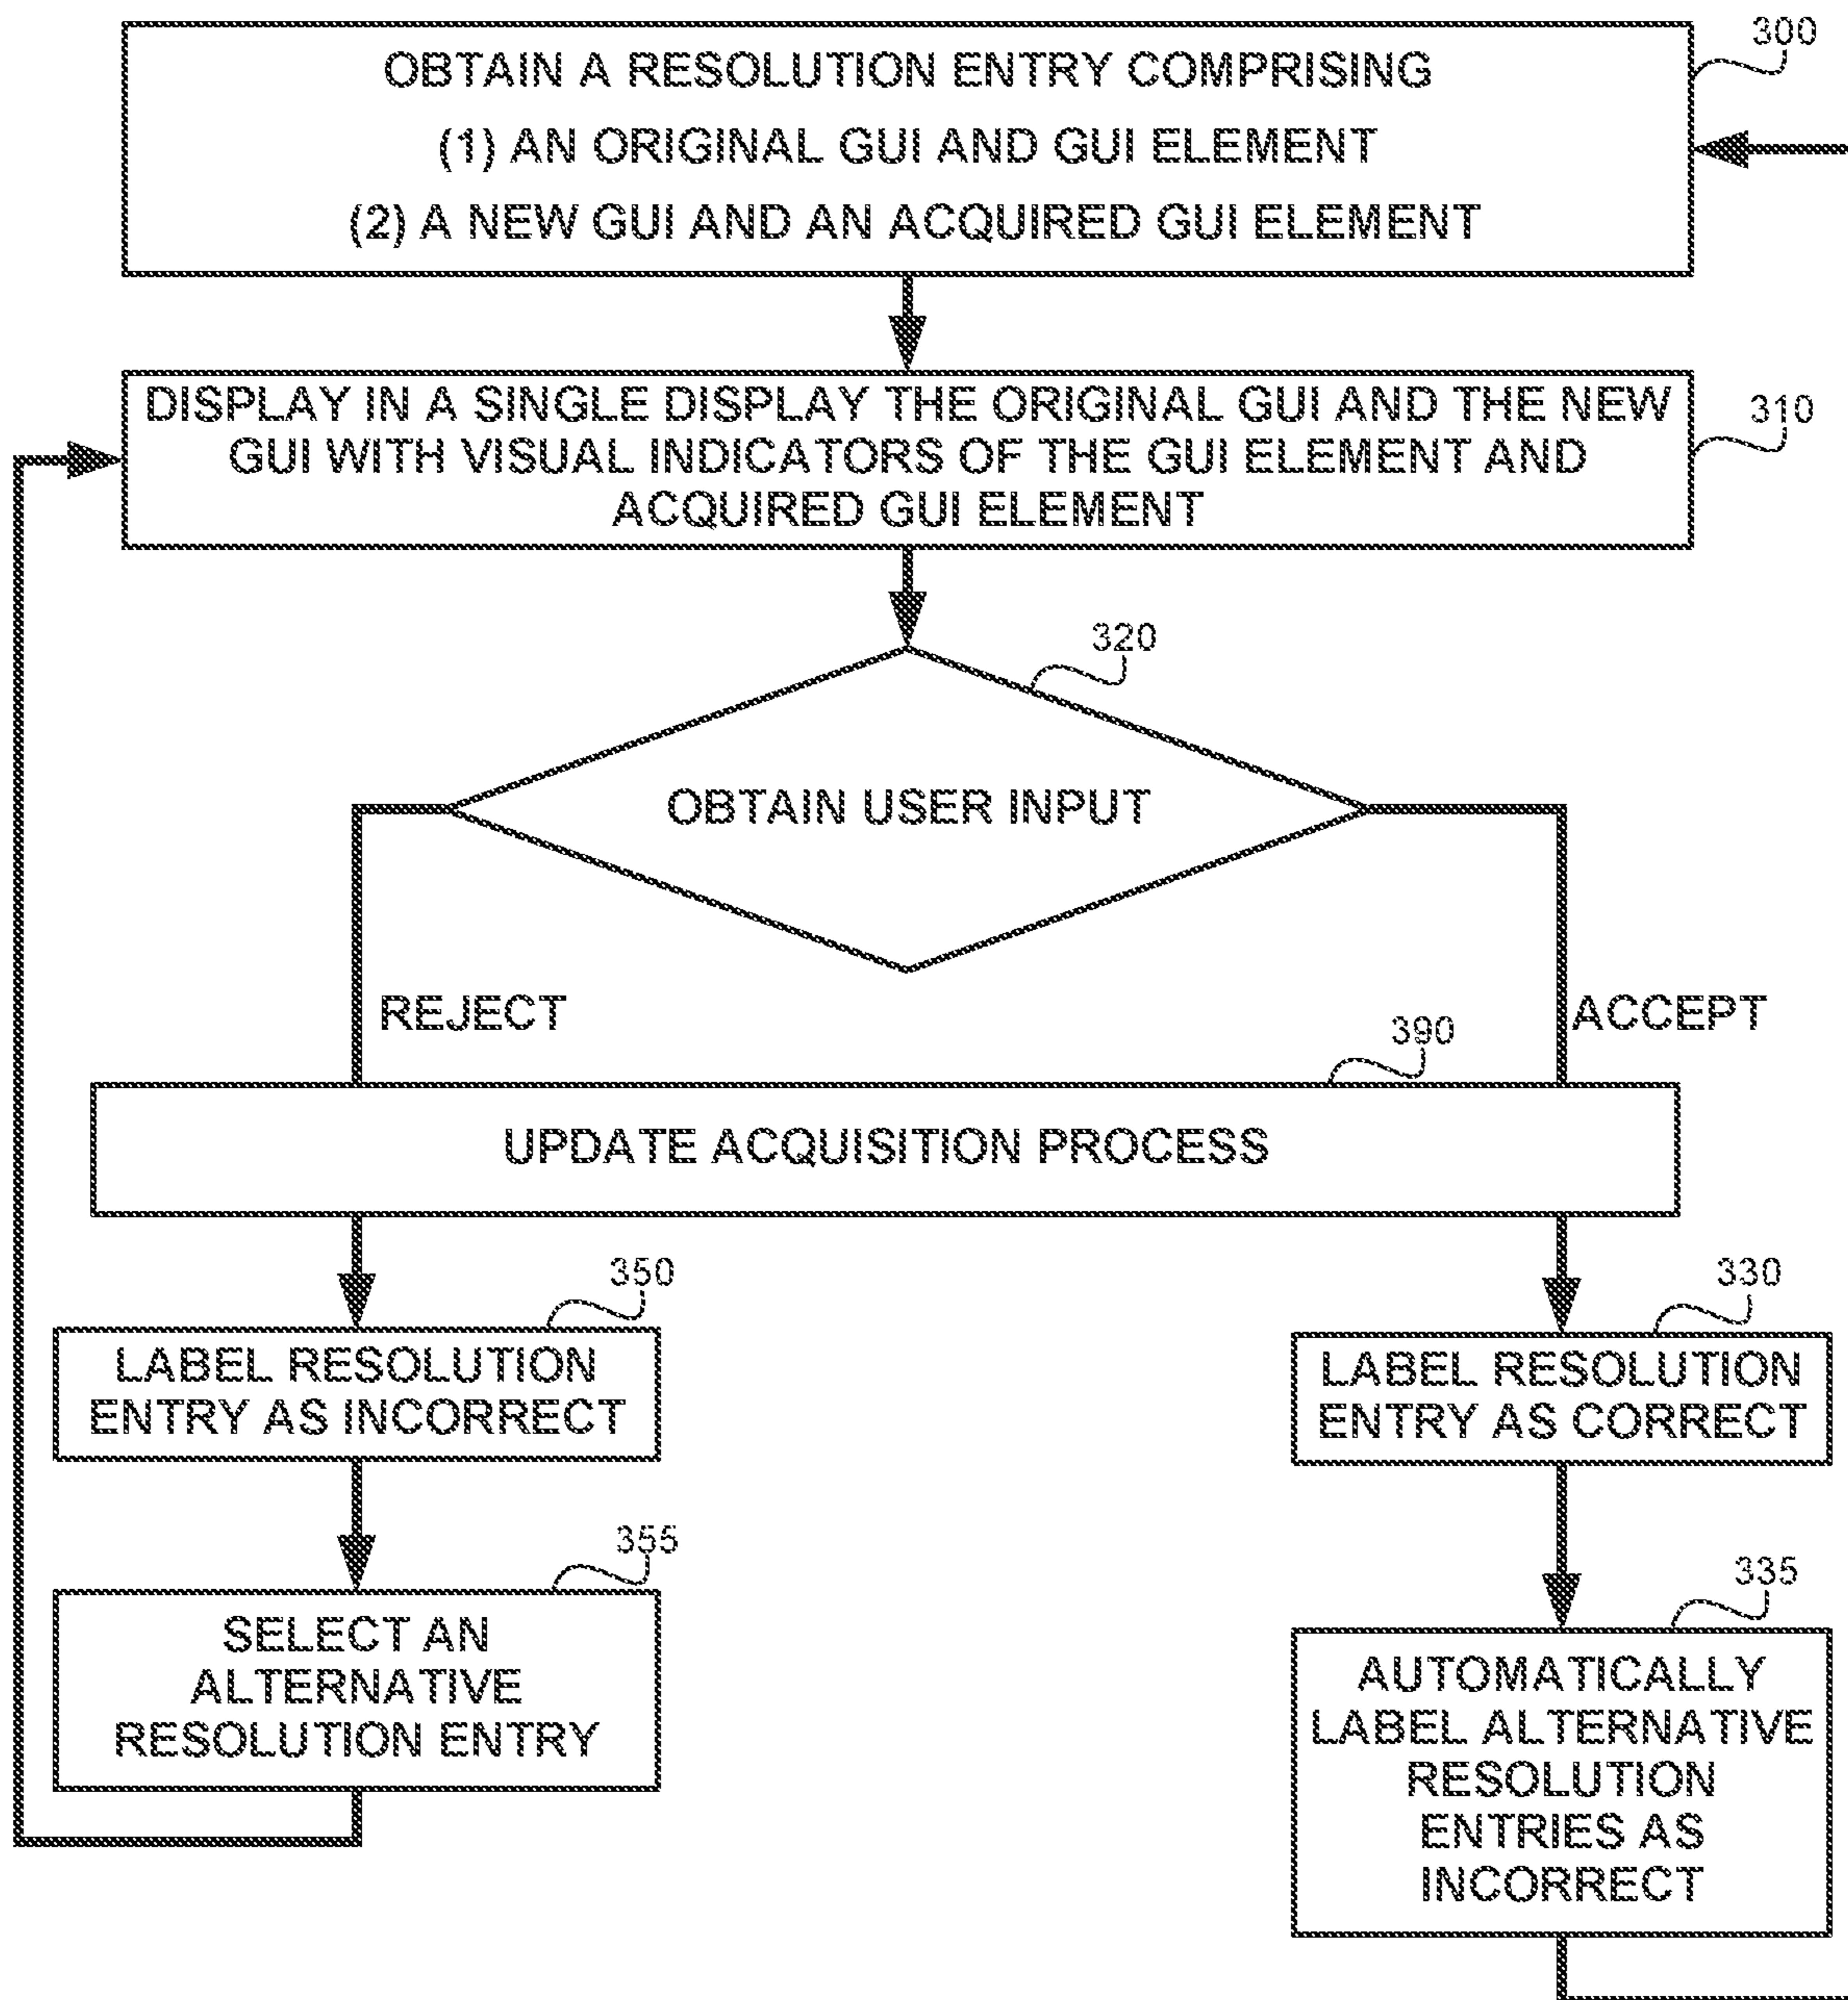 300
OBTAIN A RESOLUTION ENTRY COMPRISING
(1) AN ORIGINAL GUI AND GUI ELEMENT
(2) A NEW GUI AND AN ACQUIRED GUI ELEMENT
310
DISPLAY IN A SINGLE DISPLAY THE ORIGINAL GUI AND THE NEW
GUI WITH VISUAL INDICATORS OF THE GUI ELEMENT AND
ACQUIRED GUI ELEMENT
320
OBTAIN USER INPUT
REJECT
ACCEPT
390
UPDATE ACQUISITION PROCESS
350
LABEL RESOLUTION
ENTRY AS INCORRECT
330
LABEL RESOLUTION
ENTRY AS CORRECT
355
SELECT AN
ALTERNATIVE
RESOLUTION ENTRY
335
AUTOMATICALLY
LABEL ALTERNATIVE
RESOLUTION
ENTRIES AS
INCORRECT